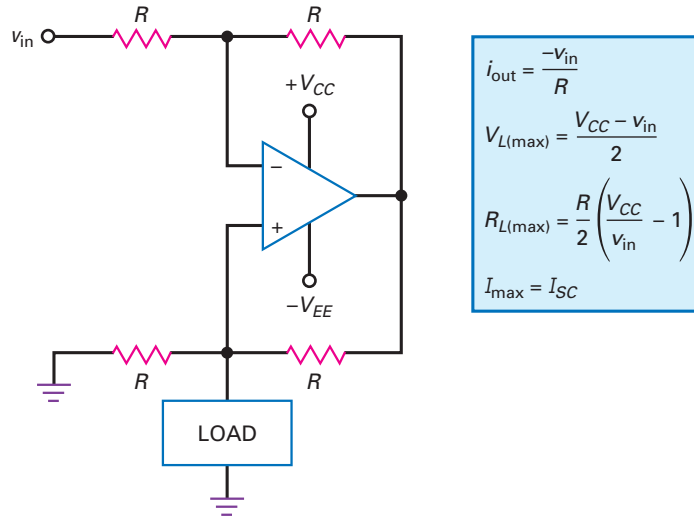 v_in
R
R
+V_CC
−
+
−V_EE
R
R
LOAD
i_out = −v_in / R
V_L(max) = (V_CC − v_in) / 2
R_L(max) = R / 2 (V_CC / v_in − 1)
I_max = I_SC